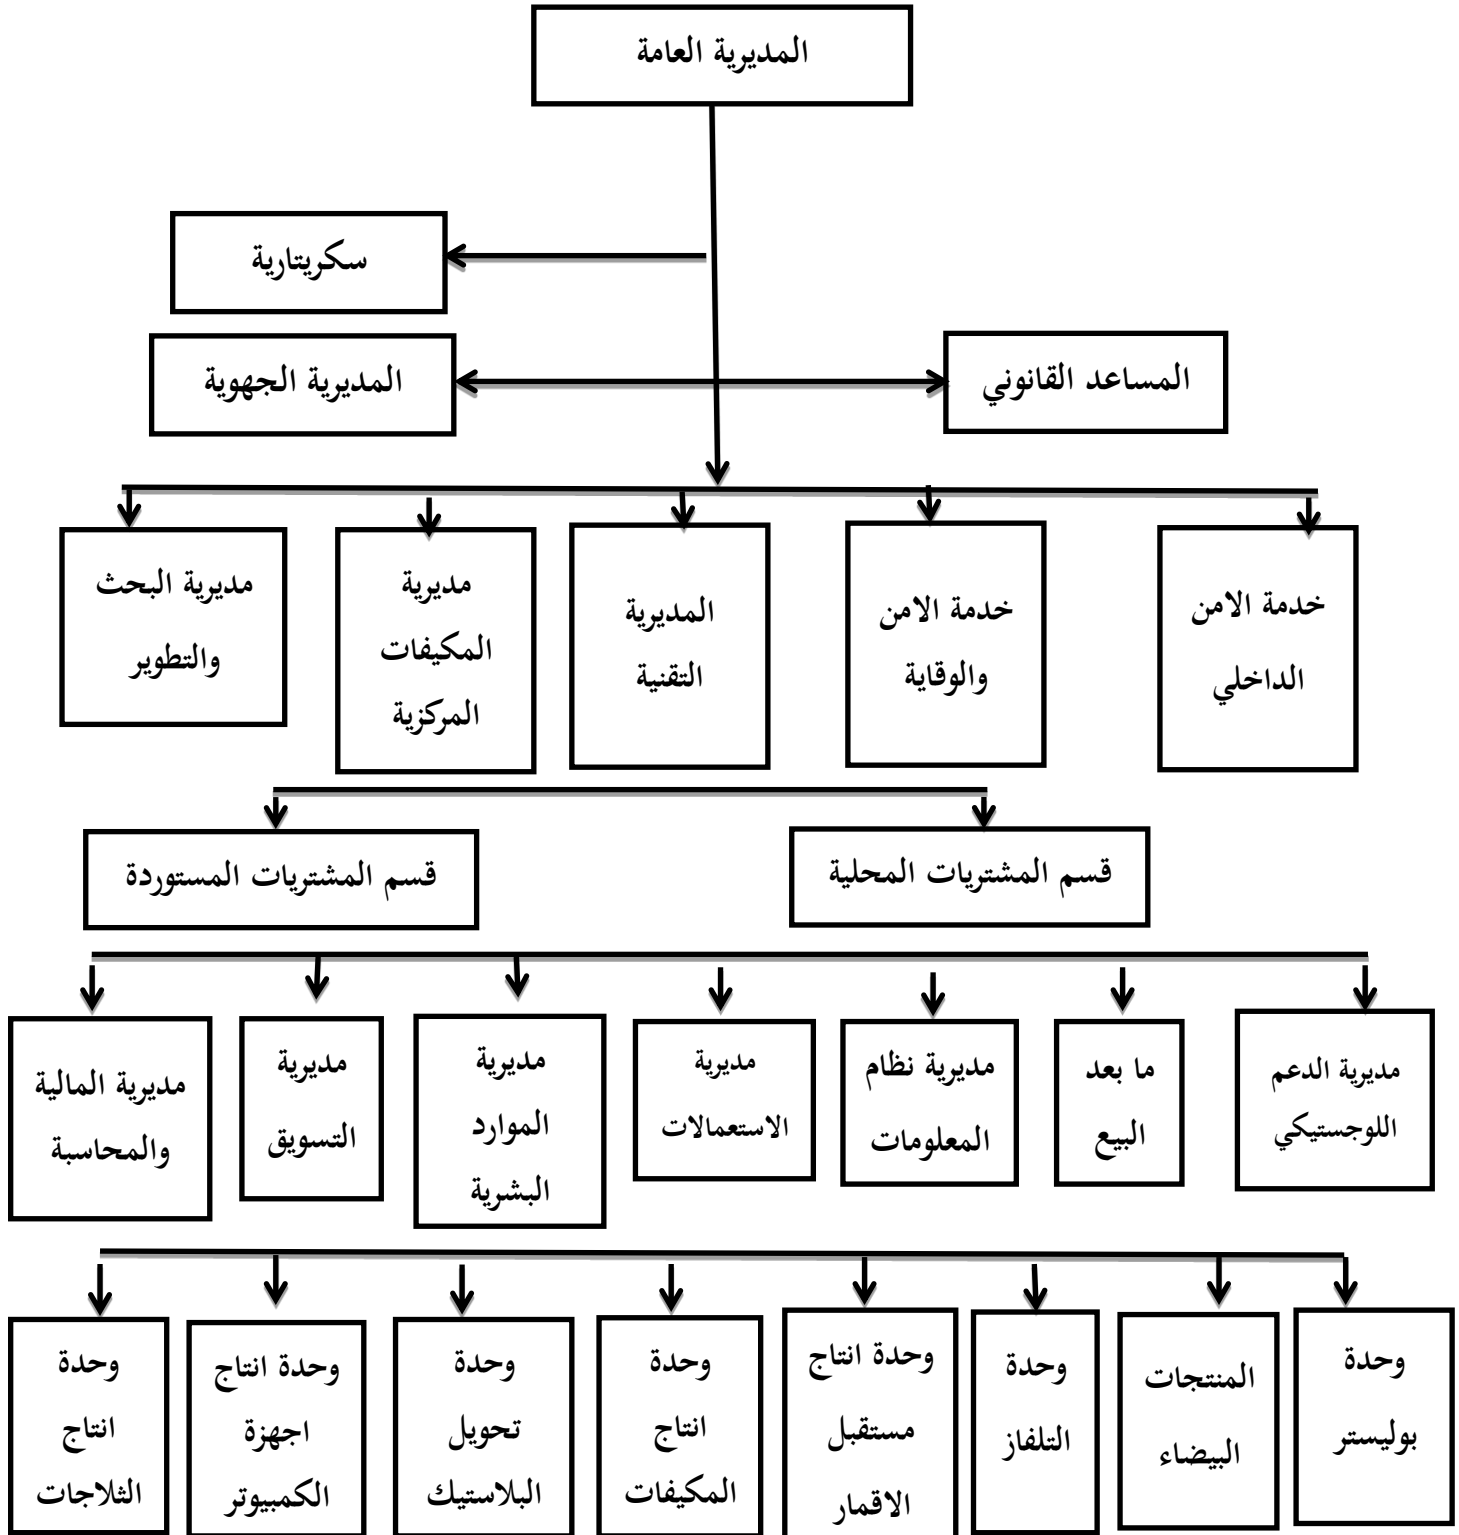 المديرية العامة
سكريتارية
المساعد القانوني
المديرية الجهوية
خدمة الامن
الداخلي
خدمة الامن
والوقاية
المديرية
التقنية
مديرية
المكيفات
المركزية
مديرية البحث
والتطوير
قسم المشتريات المحلية
قسم المشتريات المستوردة
مديرية الدعم
اللوجستيكي
ما بعد
البيع
مديرية نظام
المعلومات
مديرية
الاستعمالات
مديرية
الموارد
البشرية
مديرية
التسويق
مديرية المالية
والمحاسبة
وحدة
بوليستر
المنتجات
البيضاء
وحدة
التلفاز
وحدة انتاج
مستقبل
الاقمار
وحدة
انتاج
المكيفات
وحدة
تحويل
البلاستيك
وحدة انتاج
اجهزة
الكمبيوتر
وحدة
انتاج
الثلاجات